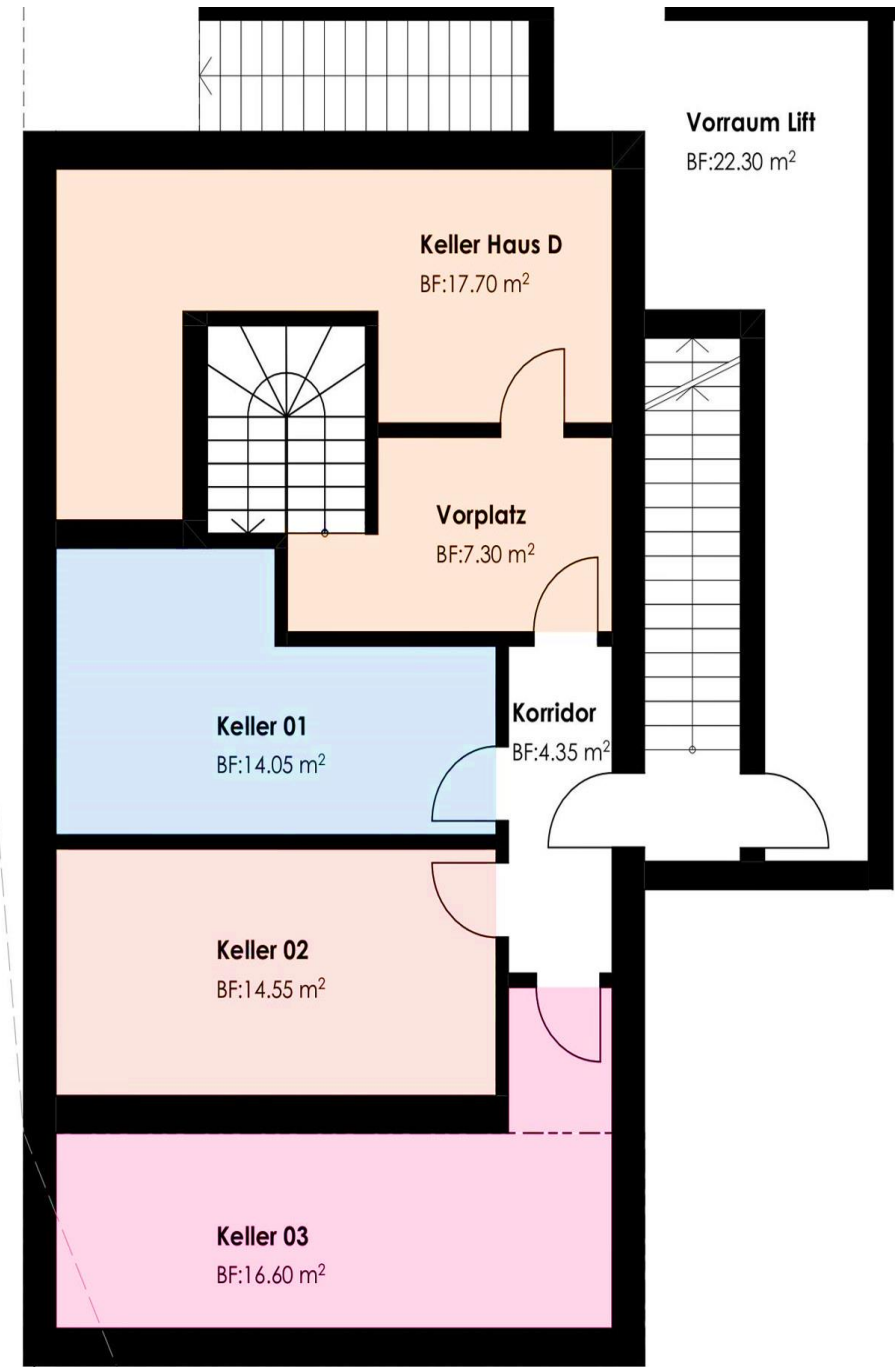 Vorraum Lift
BF:22.30 m²
Keller Haus D
BF:17.70 m²
Vorplatz
BF:7.30 m²
Korridor
BF:4.35 m²
Keller 01
BF:14.05 m²
Keller 02
BF:14.55 m²
Keller 03
BF:16.60 m²